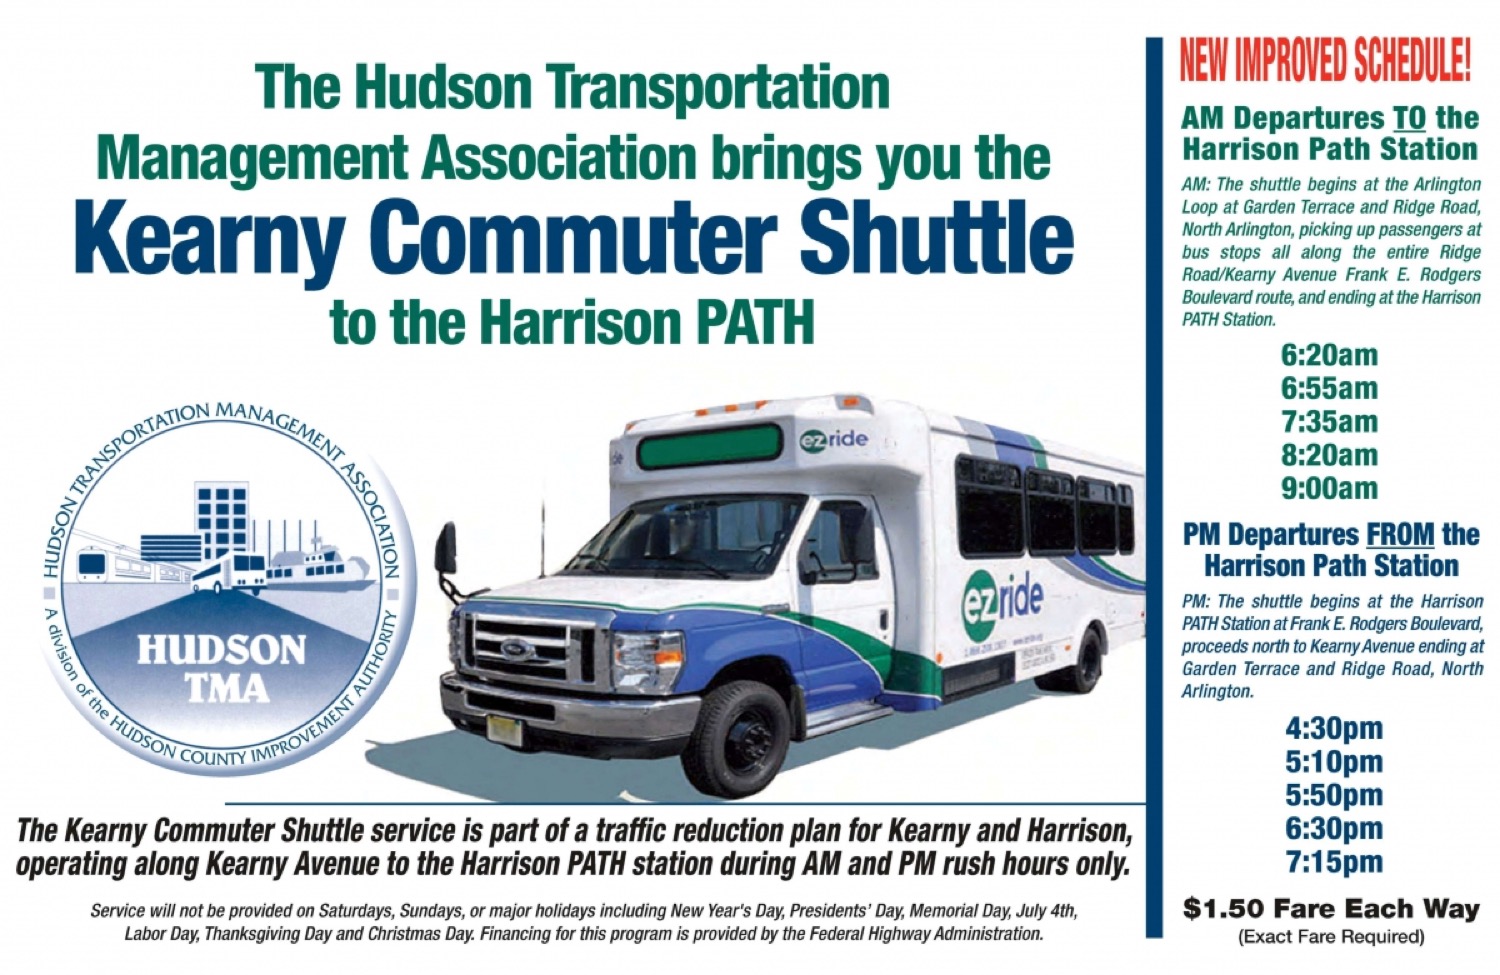 The Hudson Transportation
Management Association brings you the
Kearny Commuter Shuttle
to the Harrison PATH
HUDSON TRANSPORTATION MANAGEMENT ASSOCIATION
HUDSON
TMA
A division of the HUDSON COUNTY IMPROVEMENT AUTHORITY
ezride
ezride
The Kearny Commuter Shuttle service is part of a traffic reduction plan for Kearny and Harrison,
operating along Kearny Avenue to the Harrison PATH station during AM and PM rush hours only.
Service will not be provided on Saturdays, Sundays, or major holidays including New Year's Day, Presidents' Day, Memorial Day, July 4th,
Labor Day, Thanksgiving Day and Christmas Day. Financing for this program is provided by the Federal Highway Administration.
NEW IMPROVED SCHEDULE!
AM Departures TO the
Harrison Path Station
AM: The shuttle begins at the Arlington
Loop at Garden Terrace and Ridge Road,
North Arlington, picking up passengers at
bus stops all along the entire Ridge
Road/Kearny Avenue Frank E. Rodgers
Boulevard route, and ending at the Harrison
PATH Station.
6:20am
6:55am
7:35am
8:20am
9:00am
PM Departures FROM the
Harrison Path Station
PM: The shuttle begins at the Harrison
PATH Station at Frank E. Rodgers Boulevard,
proceeds north to Kearny Avenue ending at
Garden Terrace and Ridge Road, North
Arlington.
4:30pm
5:10pm
5:50pm
6:30pm
7:15pm
$1.50 Fare Each Way
(Exact Fare Required)